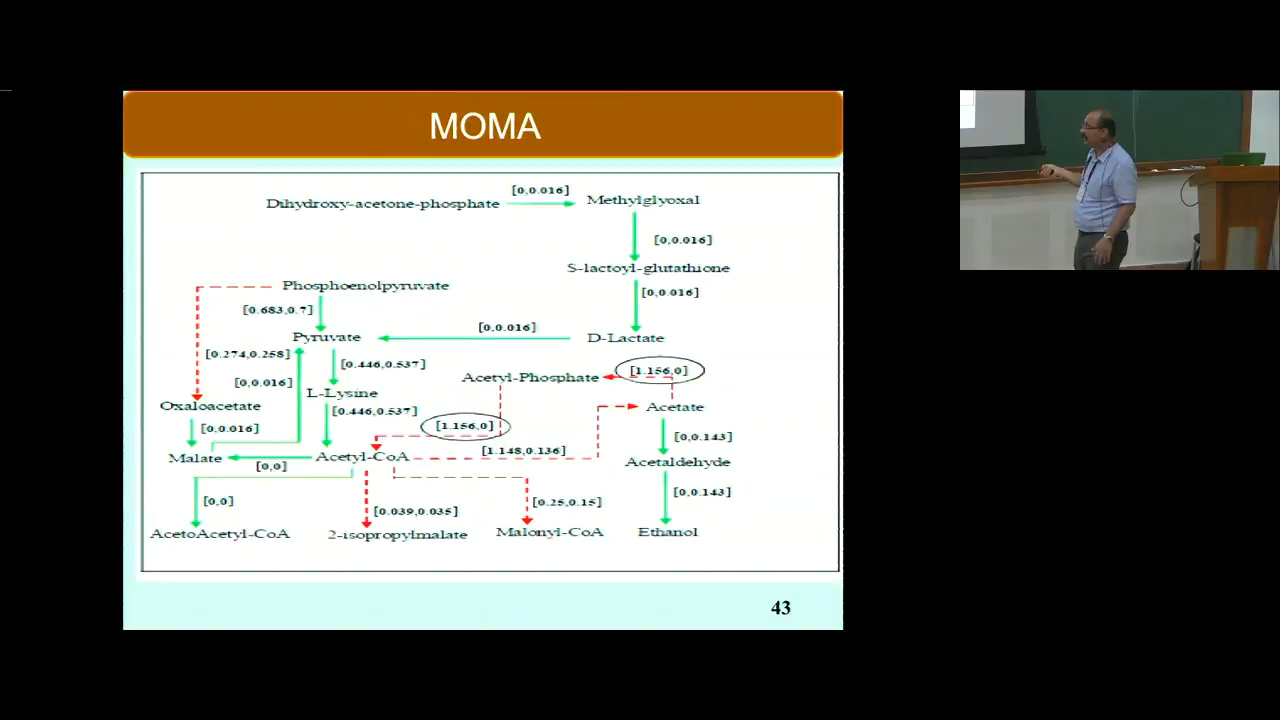 MOMA
[0,0.016]
Dihydroxy-acetone-phosphate
Methylglyoxal
[0,0.016]
S-lactoyl-glutathione
Phosphoenolpyruvate
[0,0.016]
[0.683,0.7]
[0,0.016]
Pyruvate
D-Lactate
[0.274,0.258]
[0.446,0.537]
[1.156,0]
Acetyl-Phosphate
[0,0.016]
L-Lysine
Oxaloacetate
[0.446,0.537]
Acetate
[0,0.016]
[1.156,0]
[0,0.143]
Malate
Acetyl-CoA
[1.148,0.136]
Acetaldehyde
[0,0]
[0,0]
[0.039,0.035]
[0.25,0.15]
[0,0.143]
AcetoAcetyl-CoA
2-isopropylmalate
Malonyl-CoA
Ethanol
43